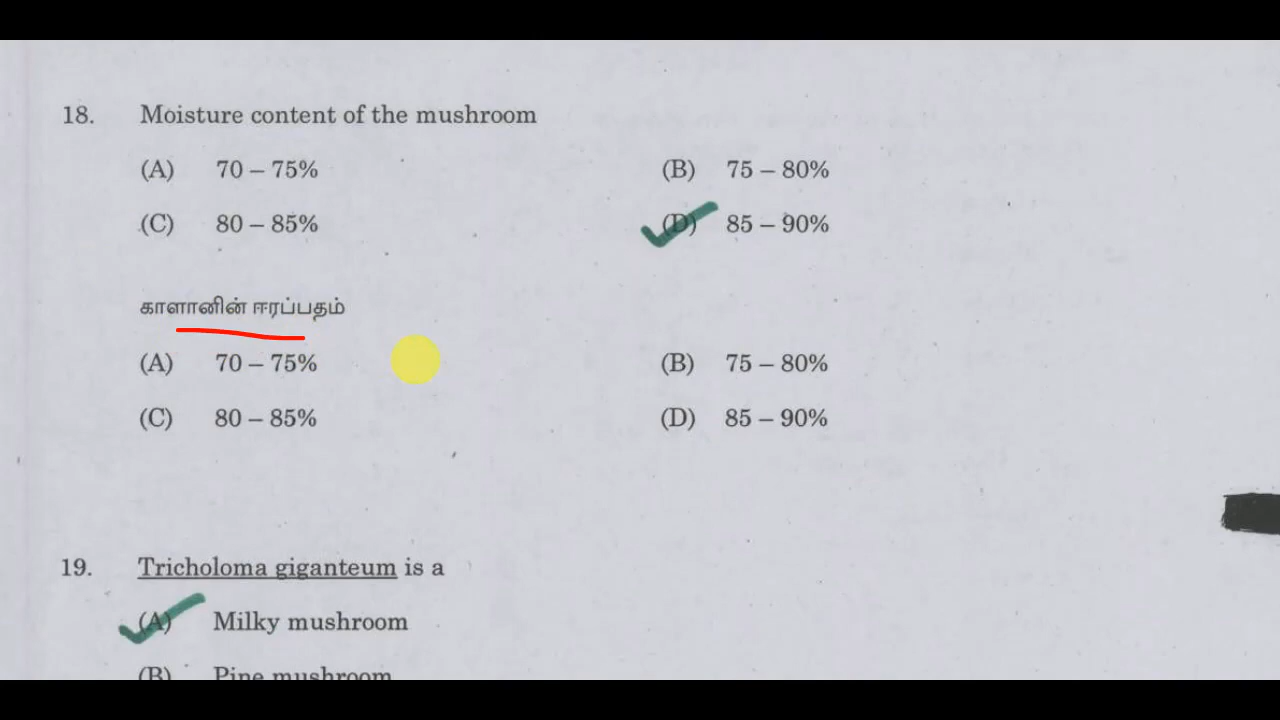 18. Moisture content of the mushroom
(A) 70 – 75% (B) 75 – 80%
(C) 80 – 85% (D) 85 – 90%
காளானின் ஈரப்பதம்
(A) 70 – 75% (B) 75 – 80%
(C) 80 – 85% (D) 85 – 90%
19. Tricholoma giganteum is a
(A) Milky mushroom
(B) Pine mushroom